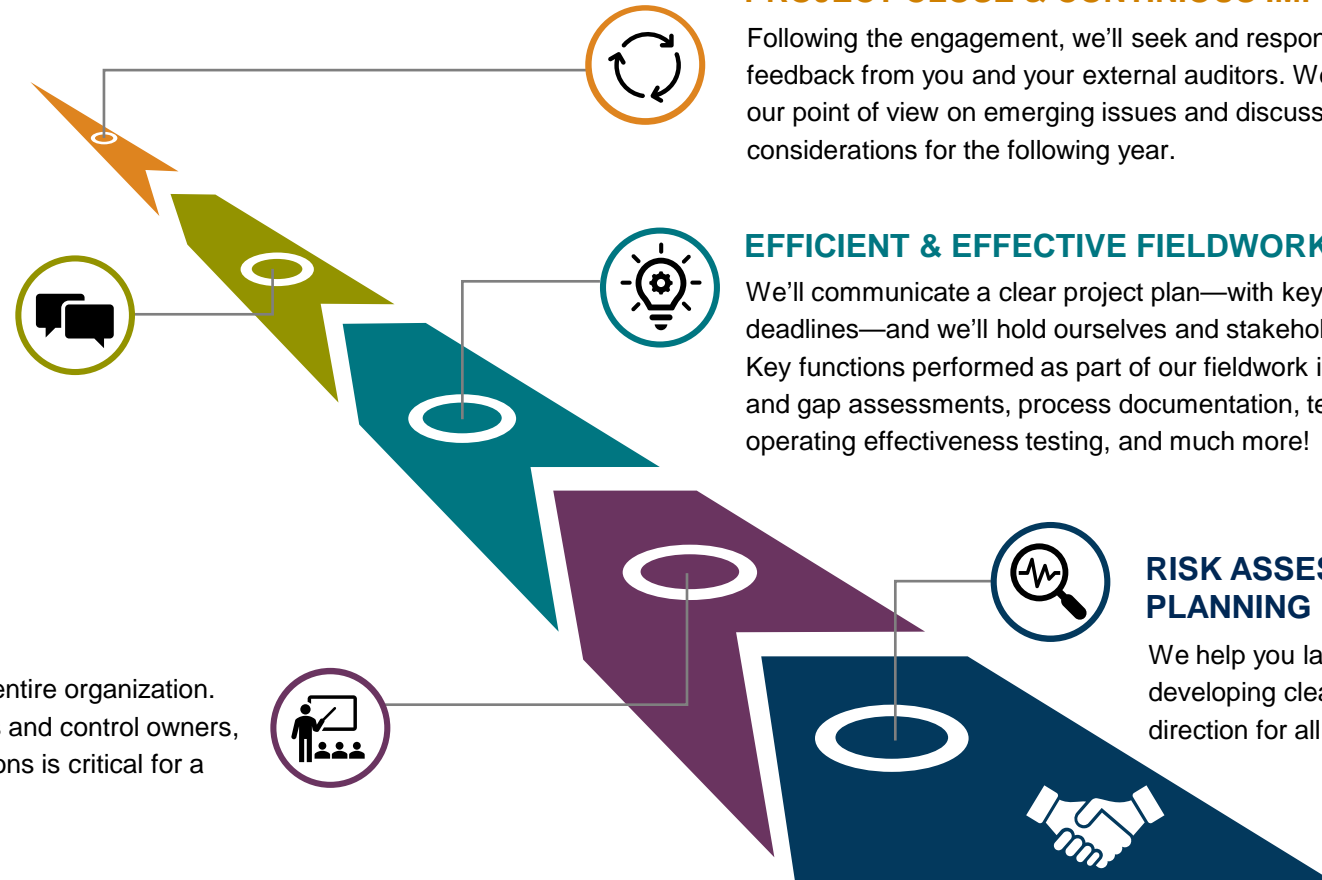 Following the engagement, we'll seek and respon
feedback from you and your external auditors. We
our point of view on emerging issues and discuss
considerations for the following year.
EFFICIENT & EFFECTIVE FIELDWORK
We'll communicate a clear project plan—with key
deadlines—and we'll hold ourselves and stakehol
Key functions performed as part of our fieldwork i
and gap assessments, process documentation, te
operating effectiveness testing, and much more!
RISK ASSES
PLANNING
We help you la
developing clea
direction for all
entire organization.
s and control owners,
ons is critical for a